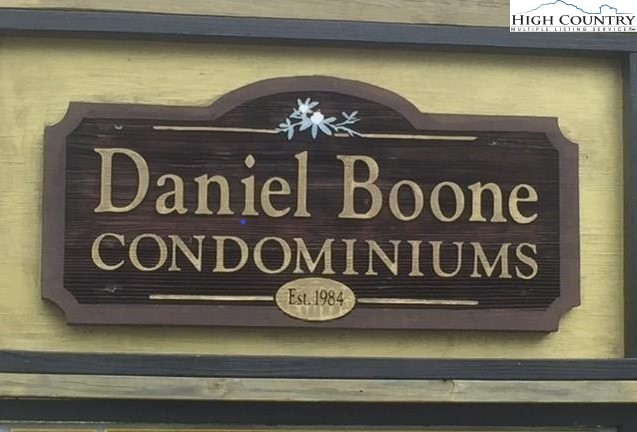 HIGH COUNTRY
MULTIPLE LISTING SERVICE
Daniel Boone
CONDOMINIUMS
Est. 1984